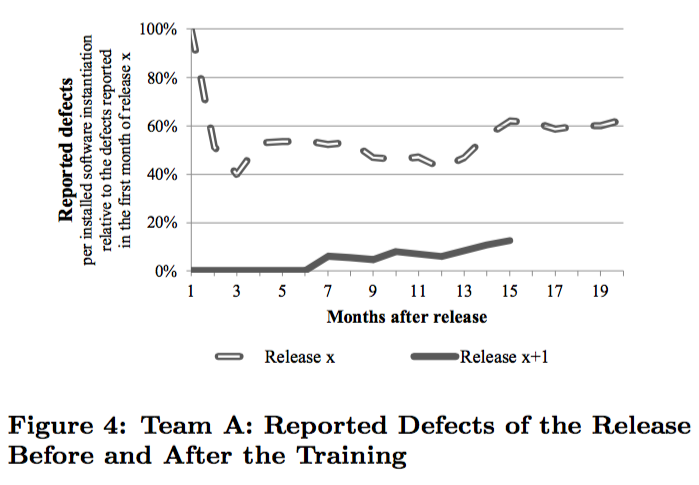 100%
80%
60%
40%
20%
0%
Reported defects
per installed software instantiation
relative to the defects reported
in the first month of release x
1 3 5 7 9 11 13 15 17 19
Months after release
Release x Release x+1
Figure 4: Team A: Reported Defects of the Release
Before and After the Training